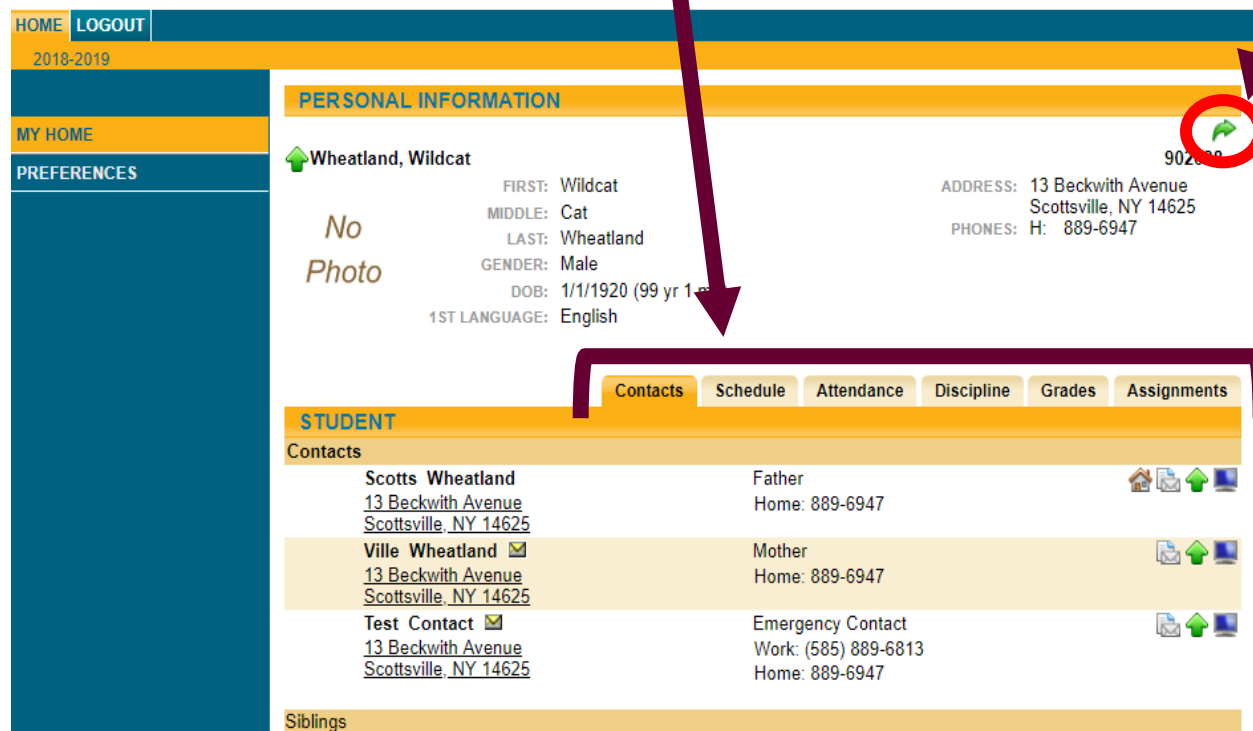 HOME LOGOUT
2018-2019
MY HOME
PREFERENCES
PERSONAL INFORMATION
Wheatland, Wildcat
No
Photo
FIRST: Wildcat
MIDDLE: Cat
LAST: Wheatland
GENDER: Male
DOB: 1/1/1920 (99 yr 1
1ST LANGUAGE: English
ADDRESS: 13 Beckwith Avenue
Scottsville, NY 14625
PHONES: H: 889-6947
Contacts Schedule Attendance Discipline Grades Assignments
STUDENT
Contacts
Scotts Wheatland Father
13 Beckwith Avenue Home: 889-6947
Scottsville, NY 14625
Ville Wheatland Mother
13 Beckwith Avenue Home: 889-6947
Scottsville, NY 14625
Test Contact Emergency Contact
13 Beckwith Avenue Work: (585) 889-6813
Scottsville, NY 14625 Home: 889-6947
Siblings